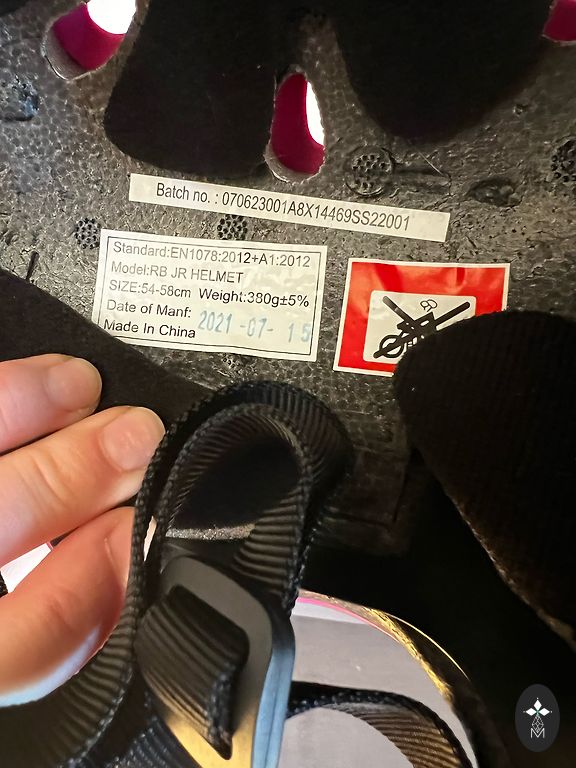 Batch no. : 070623001A8X14469SS22001
Standard:EN1078:2012+A1:2012
Model:RB JR HELMET
SIZE:54-58cm Weight:380g±5%
Date of Manf: 2021-07-15
Made In China
M